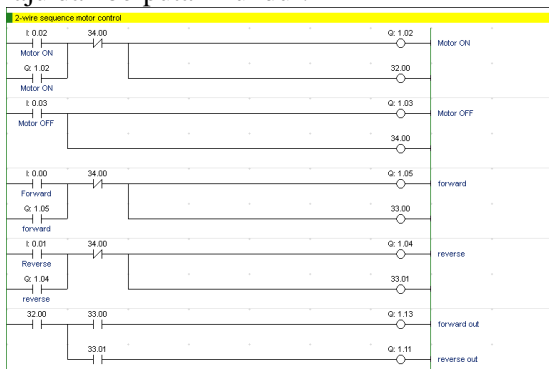 2-wire sequence motor control
I: 0.02 34.00 Q: 1.02
Motor ON Motor ON
Q: 1.02 32.00
Motor ON
I: 0.03 Q: 1.03
Motor OFF Motor OFF
34.00
I: 0.00 34.00 Q: 1.05
Forward forward
Q: 1.05 33.00
forward
I: 0.01 34.00 Q: 1.04
Reverse reverse
Q: 1.04 33.01
reverse
32.00 33.00 Q: 1.13
forward out
33.01 Q: 1.11
reverse out